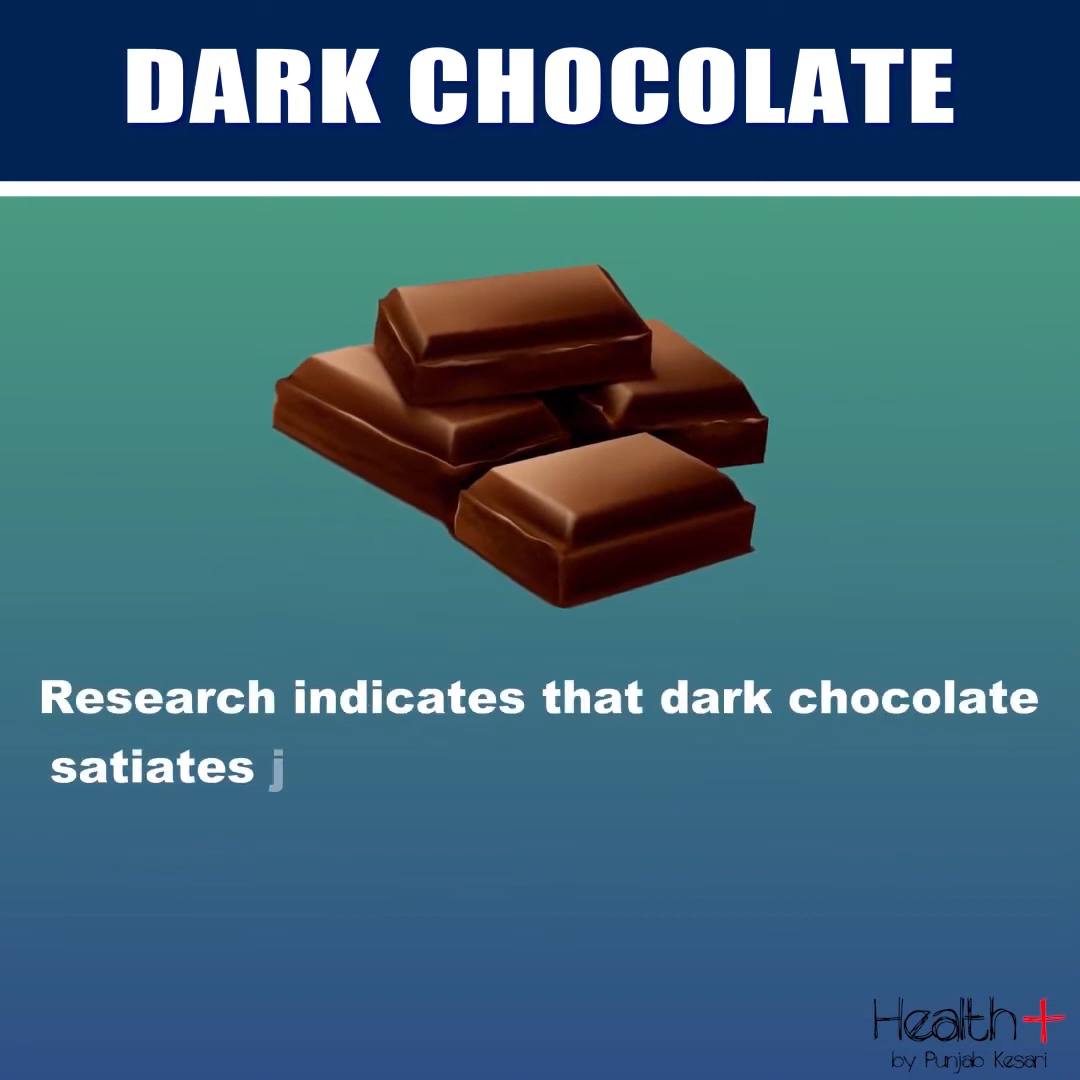 DARK CHOCOLATE
Research indicates that dark chocolate
satiates j
Health+
by Punjab Kesari